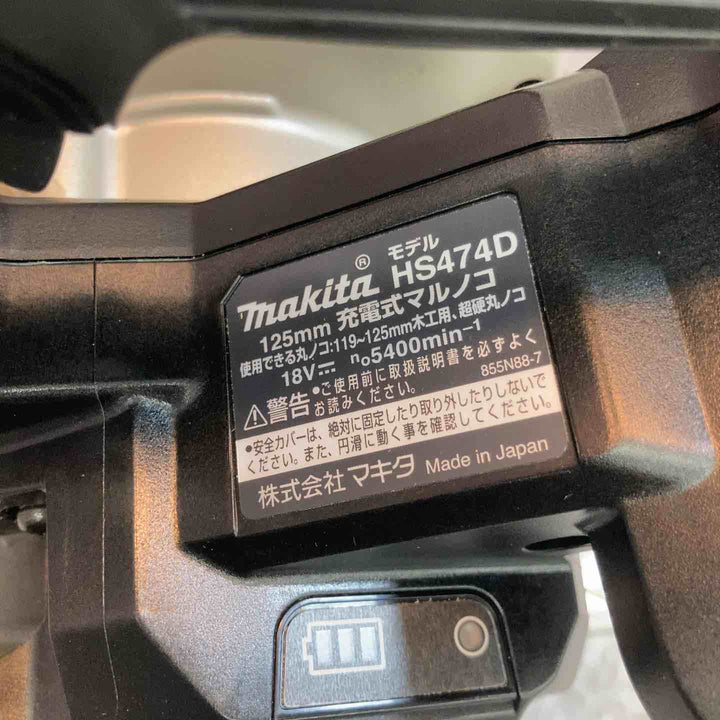 makita® モデル HS474D
125mm 充電式マルノコ
使用できる丸ノコ:119~125mm木工用、超硬丸ノコ
18V⎓ n₀5400min⁻¹
⚠警告 •ご使用前に取扱説明書を必ずよくお読みください。
855N88-7
•安全カバーは、絶対に固定したり取り外したりしないで
ください。また、円滑に動く事を確認してください。
株式会社マキタ Made in Japan